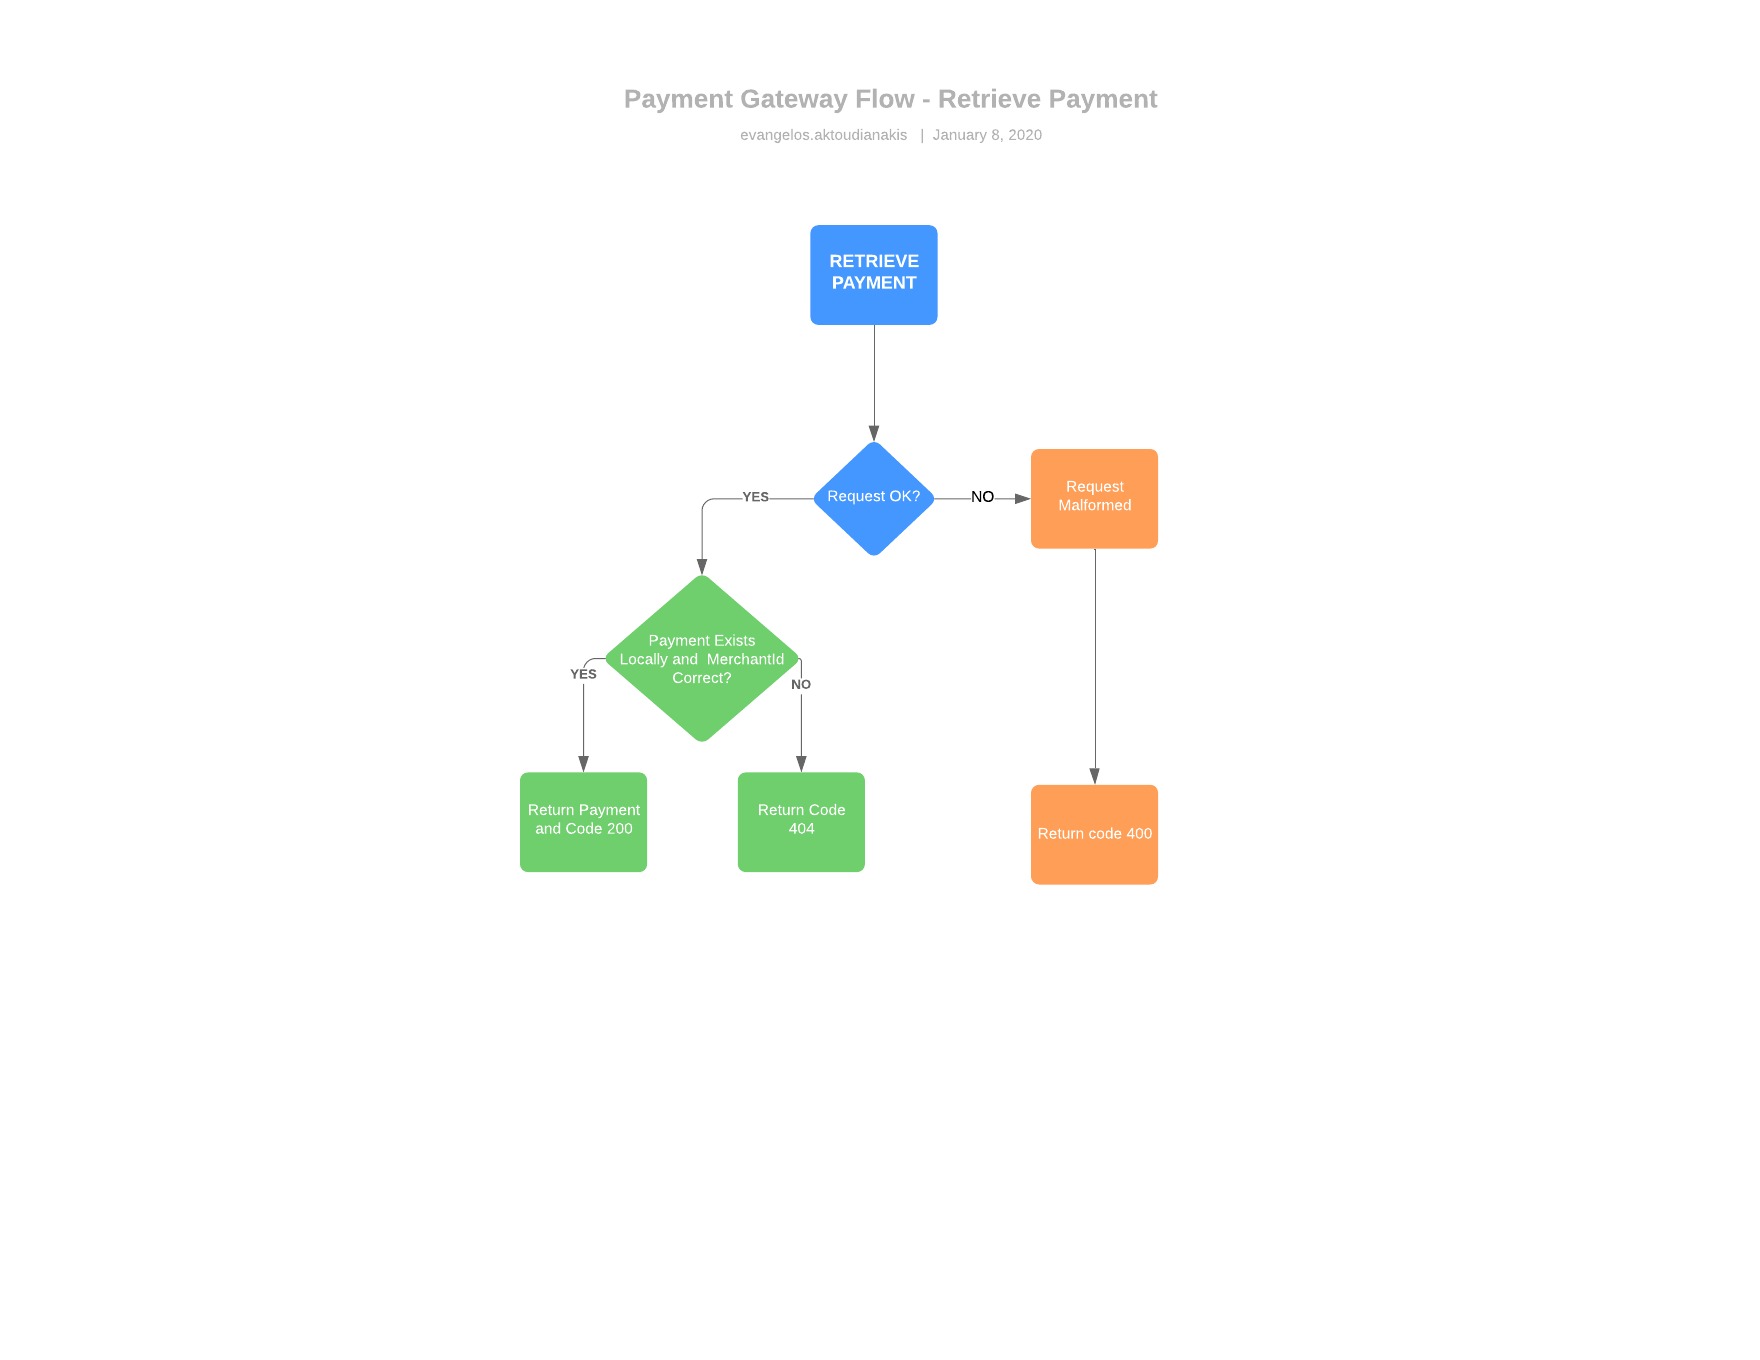 Payment Gateway Flow - Retrieve Payment
evangelos.aktoudianakis | January 8, 2020
RETRIEVE
PAYMENT
Request OK?
YES
NO
Request
Malformed
Payment Exists
Locally and  MerchantId
Correct?
YES
NO
Return Payment
and Code 200
Return Code
404
Return code 400